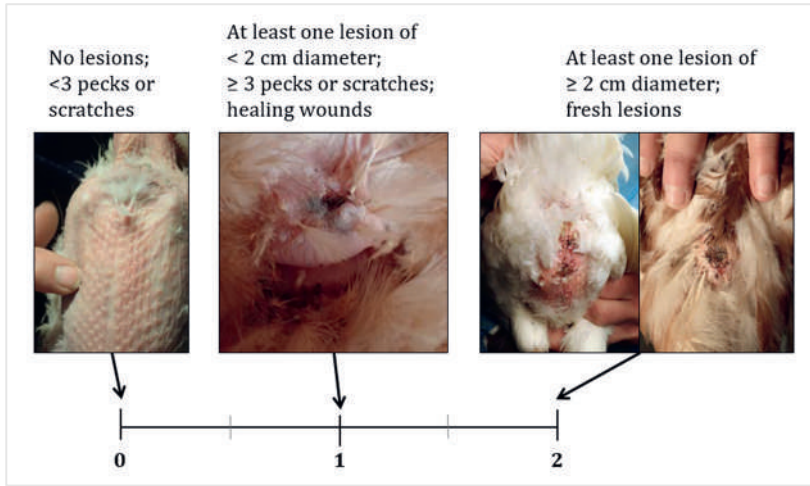 No lesions;
<3 pecks or
scratches
At least one lesion of
< 2 cm diameter;
≥ 3 pecks or scratches;
healing wounds
At least one lesion of
≥ 2 cm diameter;
fresh lesions
0
1
2